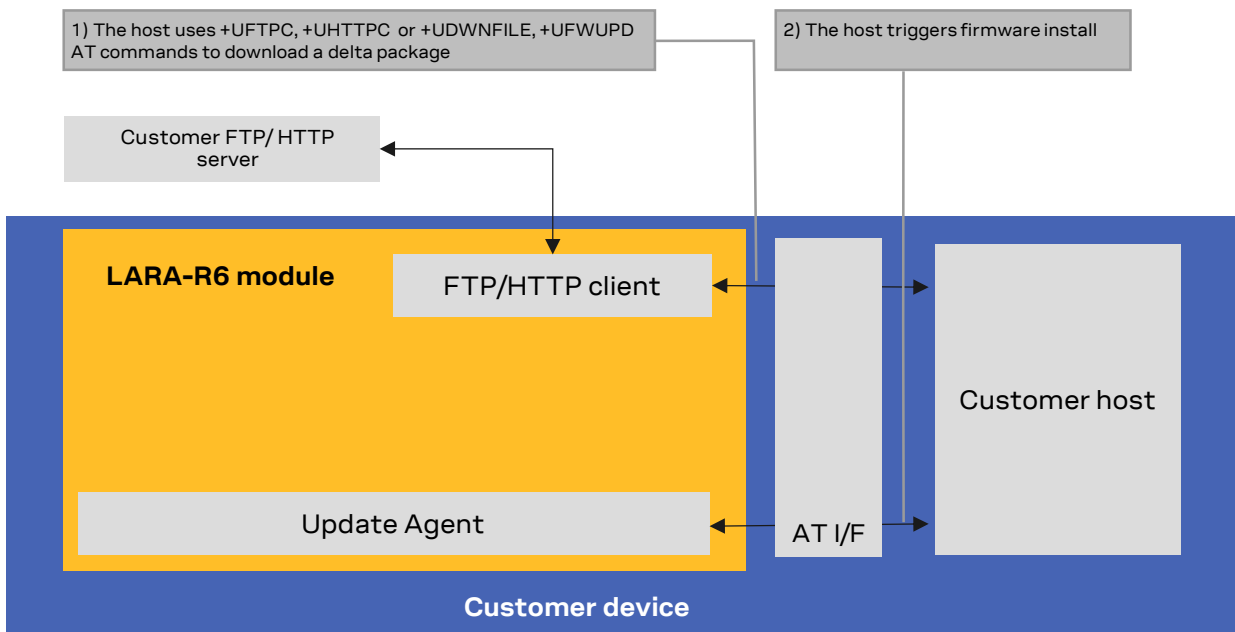 1) The host uses +UFTPC, +UHTTPC or +UDWNFILE, +UFWUPD
AT commands to download a delta package
2) The host triggers firmware install
Customer FTP/ HTTP
server
LARA-R6 module
FTP/HTTP client
Customer host
Update Agent
AT I/F
Customer device